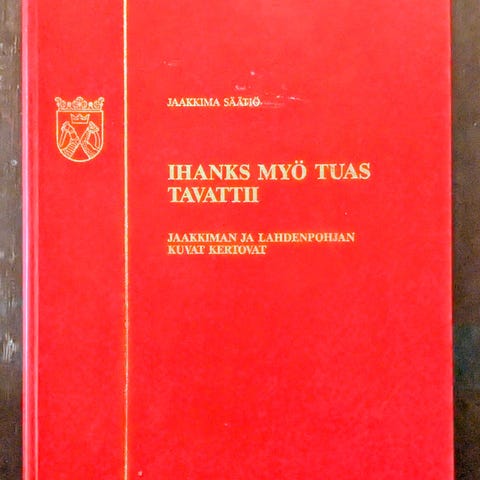 JAAKKIMA SÄÄTIÖ
IHANKS MYÖ TUAS
TAVATTII
JAAKKIMAN JA LAHDENPOHJAN
KUVAT KERTOVAT